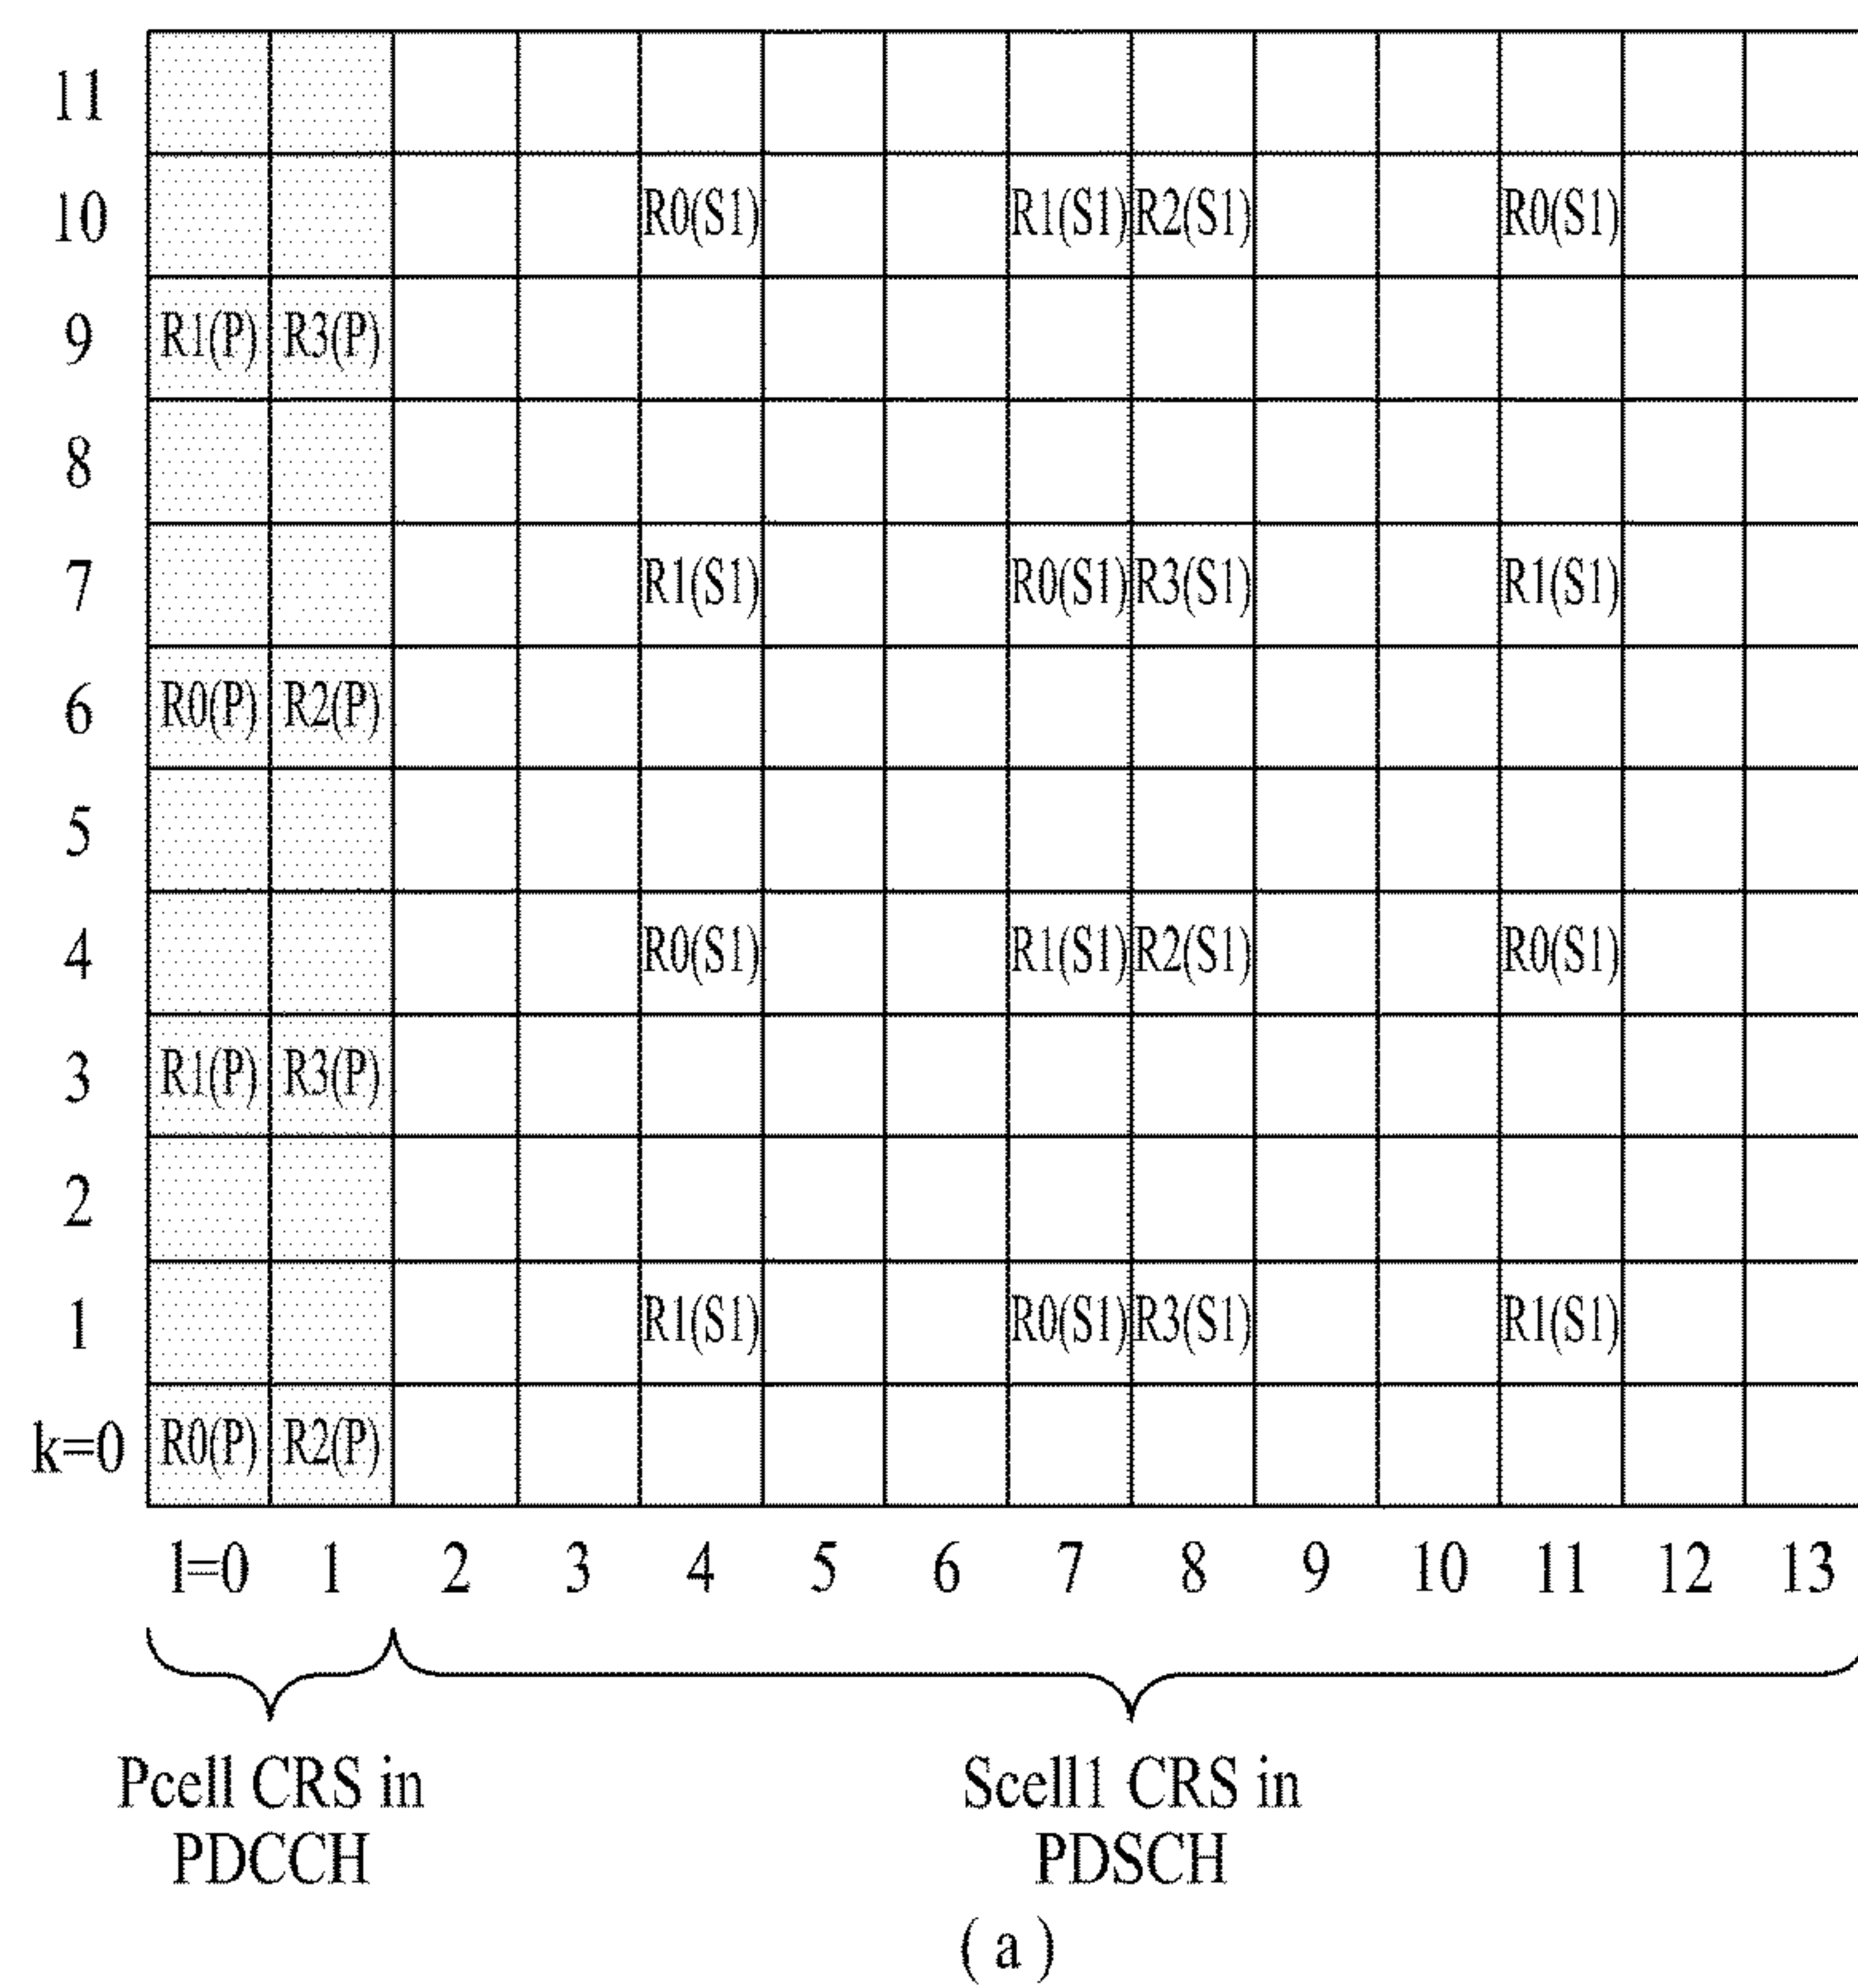 11
10 R0(S1) R1(S1) R2(S1) R0(S1)
9 R1(P) R3(P)
8
7 R1(S1) R0(S1) R3(S1) R1(S1)
6 R0(P) R2(P)
5
4 R0(S1) R1(S1) R2(S1) R0(S1)
3 R1(P) R3(P)
2
1 R1(S1) R0(S1) R3(S1) R1(S1)
k=0 R0(P) R2(P)
l=0 1 2 3 4 5 6 7 8 9 10 11 12 13
Pcell CRS in
PDCCH
Scell1 CRS in
PDSCH
( a )